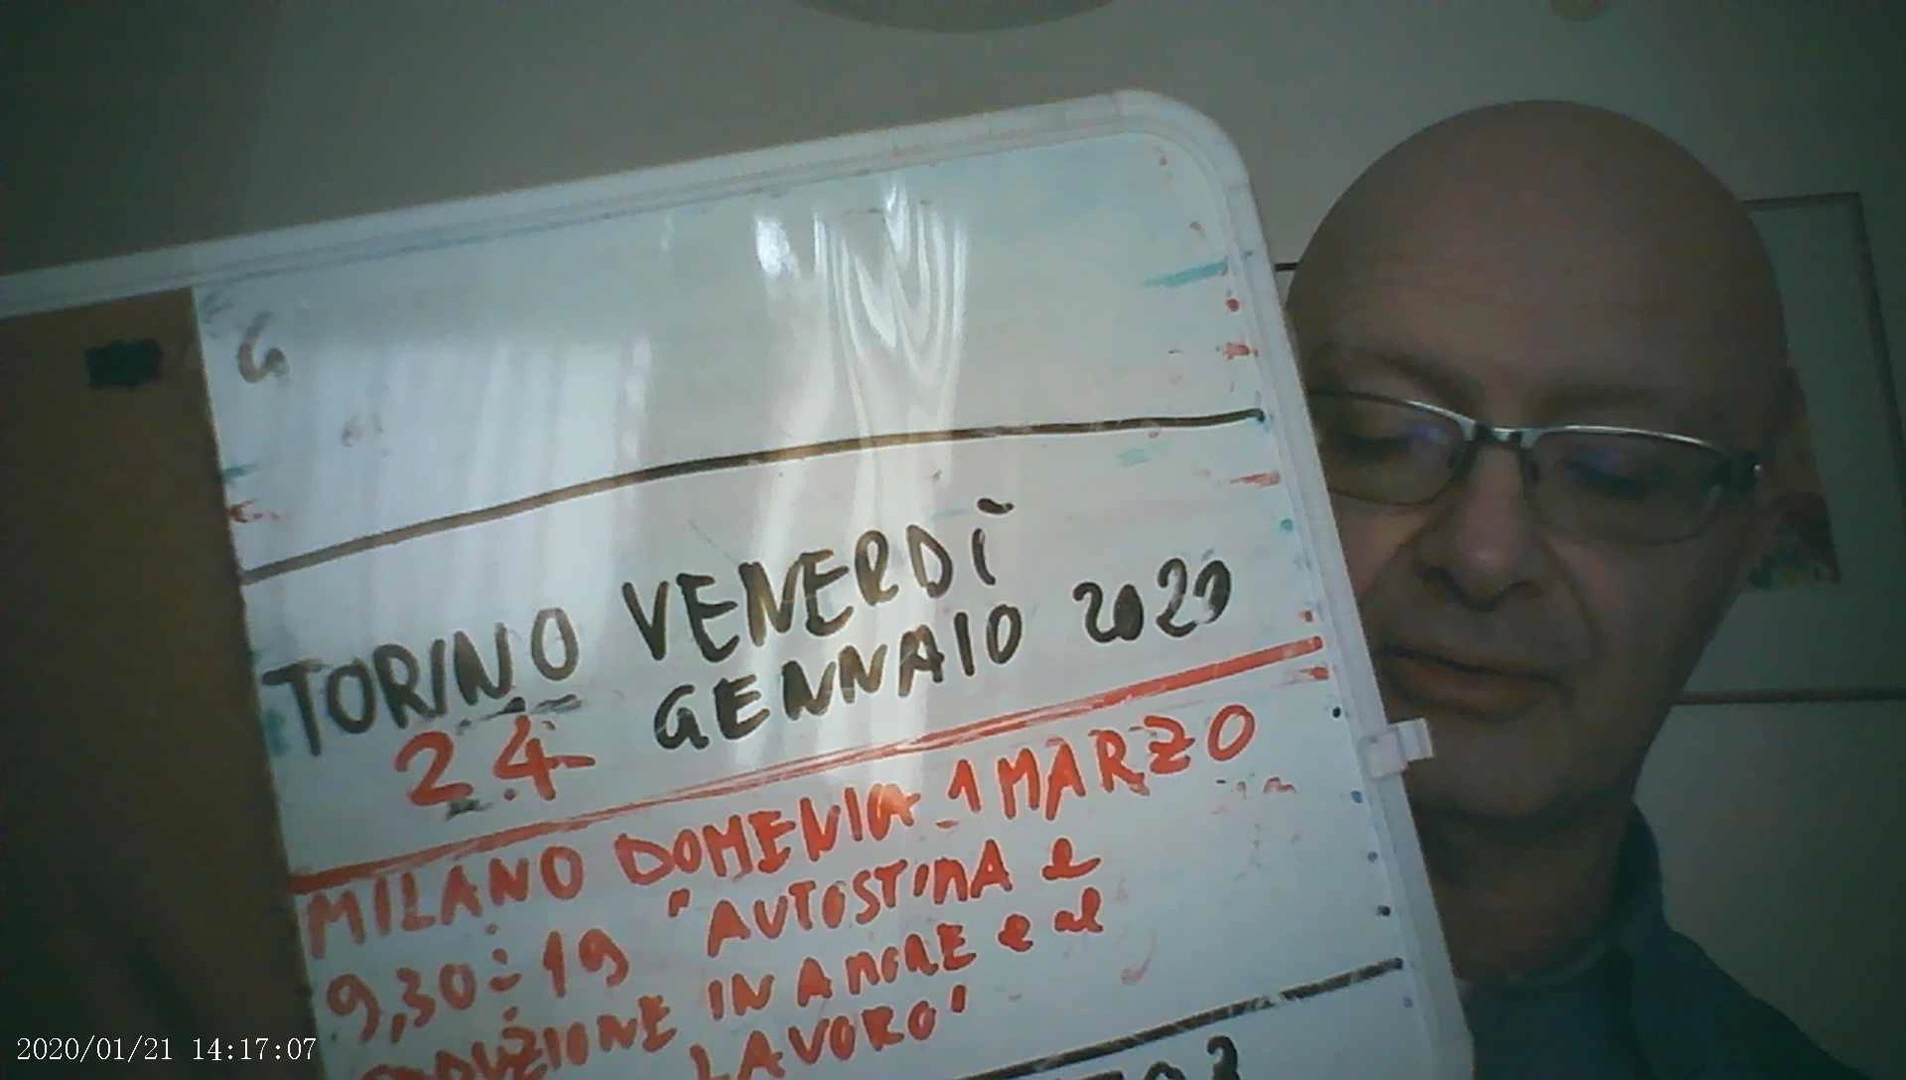 G
TORINO VENERDÌ
24 GENNAIO 2020
MILANO DOMENIA 1 MARZO
9,30÷19 "AUTOSTIMA e
IN AMORE e al
LAVORO"
2020/01/21 14:17:07